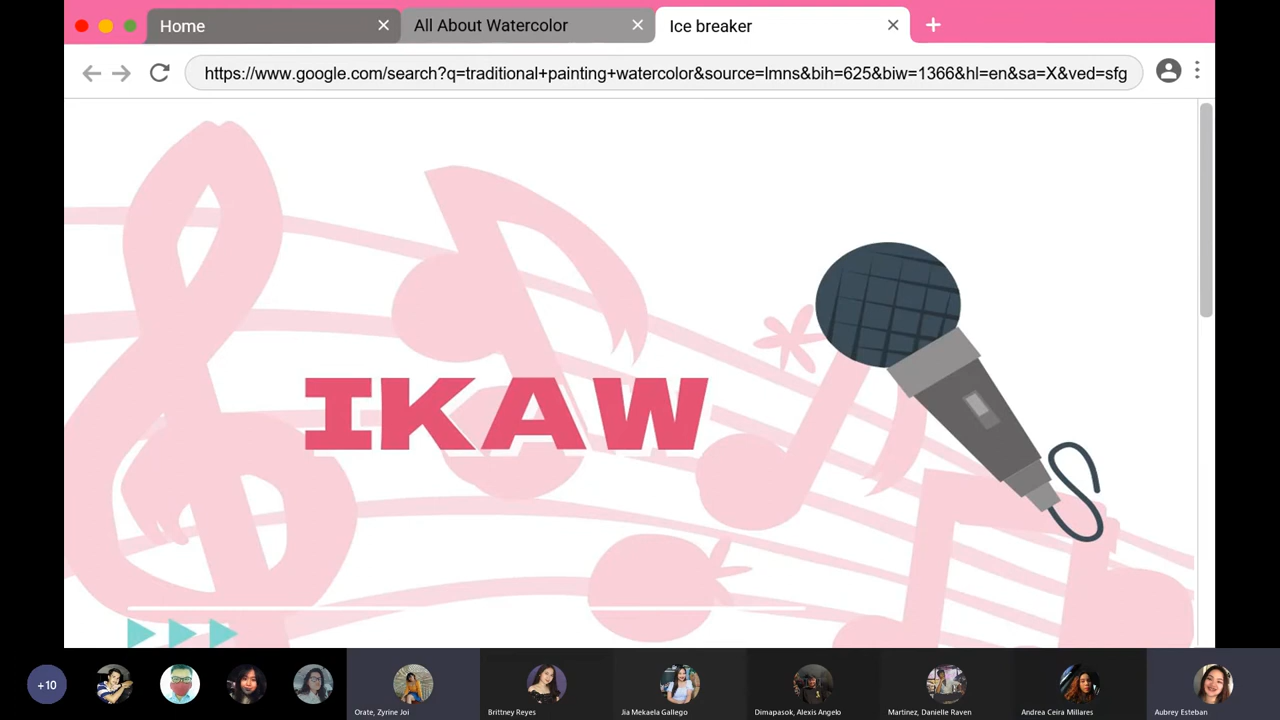 Home
All About Watercolor
Ice breaker
https://www.google.com/search?q=traditional+painting+watercolor&source=lmns&bih=625&biw=1366&hl=en&sa=X&ved=sfg
IKAW
+10
Orate, Zyrine Joi
Brittney Reyes
Jia Mekaela Gallego
Dimapasok, Alexis Angelo
Martinez, Danielle Raven
Andrea Ceira Millares
Aubrey Esteban